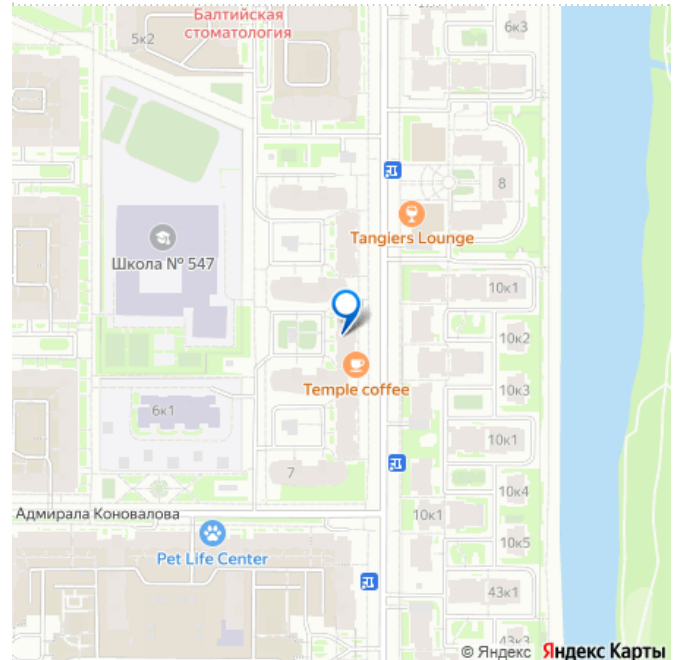 Балтийская
стоматология
5к2
6к3
8
Tangiers Lounge
Школа № 547
10к1
10к2
Temple coffee
10к3
6к1
10к1
7
10к4
Адмирала Коновалова
10к1
10к5
Pet Life Center
43к1
43к3
© Яндекс Яндекс Карты